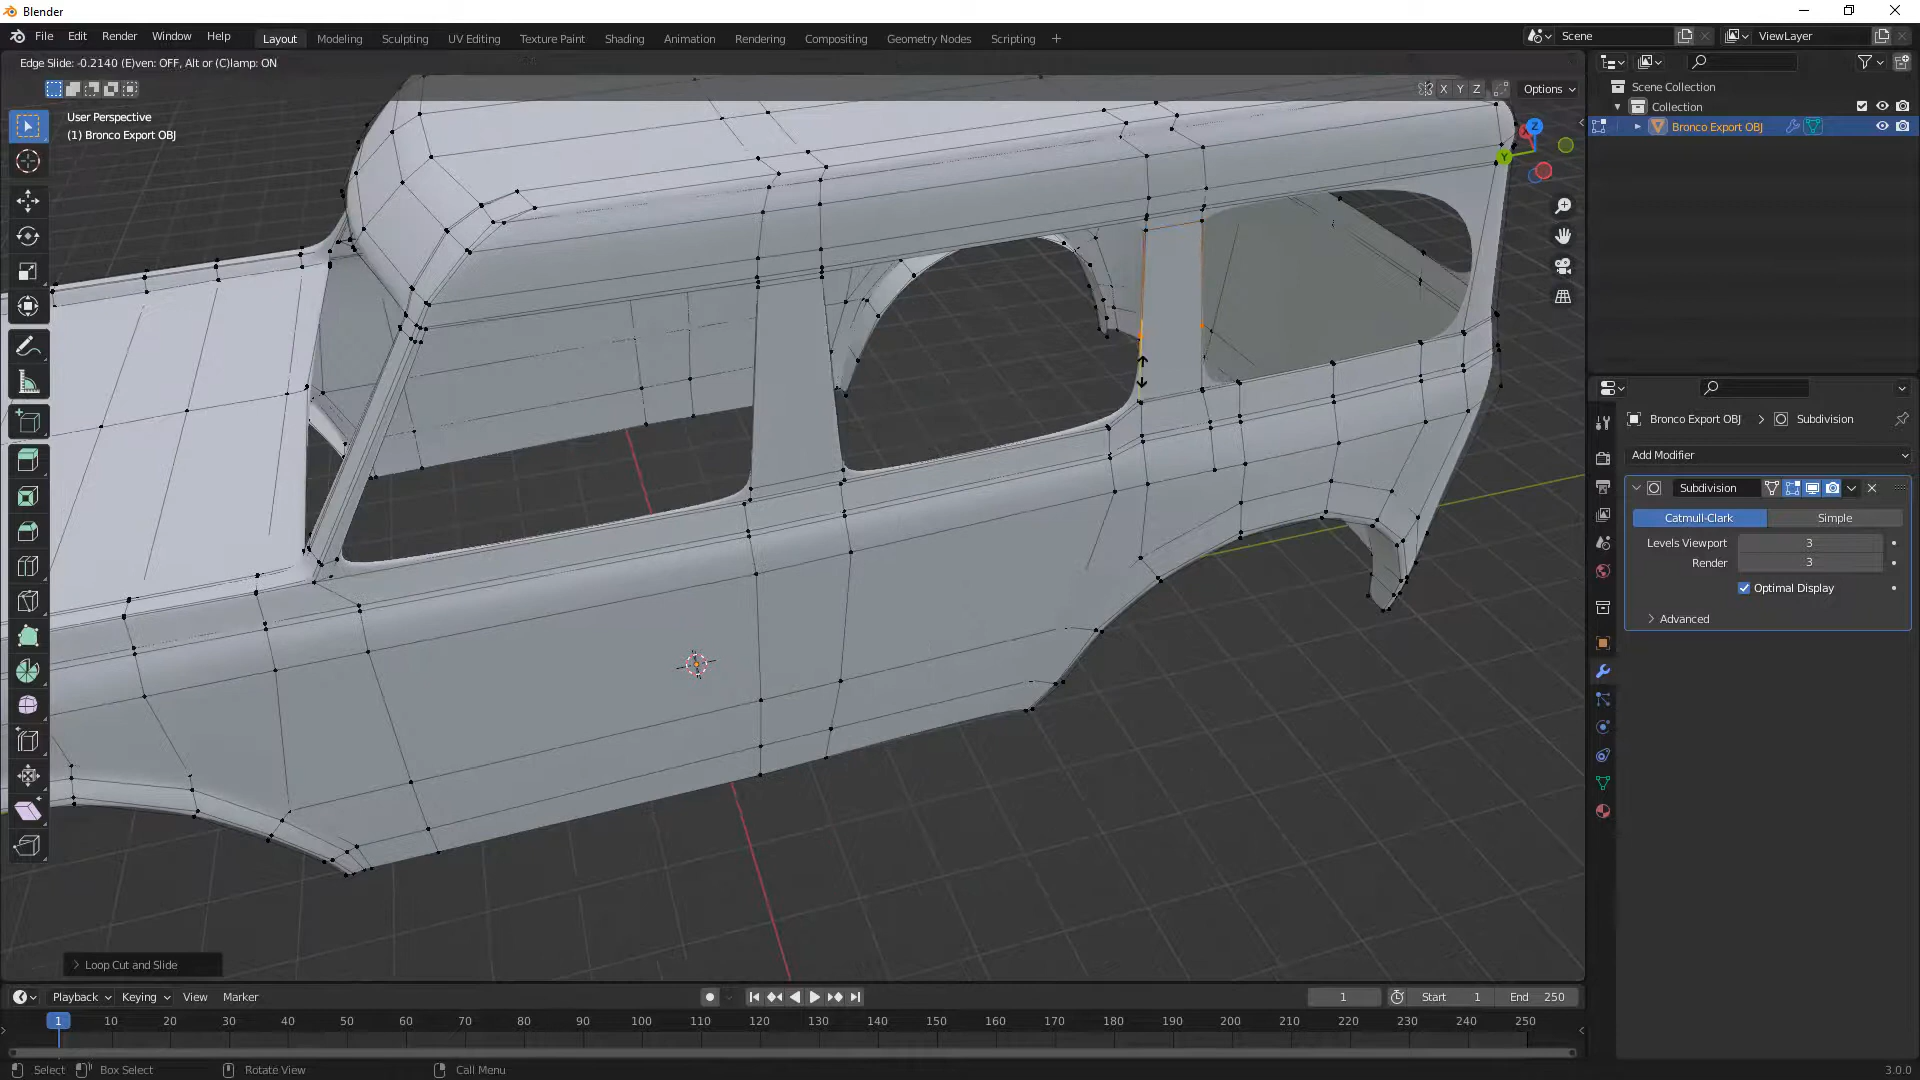 Blender
File Edit Render Window Help Layout Modeling Sculpting UV Editing Texture Paint Shading Animation Rendering Compositing Geometry Nodes Scripting + Scene ViewLayer
Edge Slide: -0.2140 (E)ven: OFF, Alt or (C)lamp: ON
X Y Z Options
User Perspective
(1) Bronco Export OBJ
Z
Y
Scene Collection
Collection
Bronco Export OBJ
Bronco Export OBJ > Subdivision
Add Modifier
Subdivision
Catmull-Clark Simple
Levels Viewport 3
Render 3
Optimal Display
Advanced
Loop Cut and Slide
Playback Keying View Marker 1 Start 1 End 250
1 10 20 30 40 50 60 70 80 90 100 110 120 130 140 150 160 170 180 190 200 210 220 230 240 250
Select Box Select Rotate View Call Menu 3.0.0